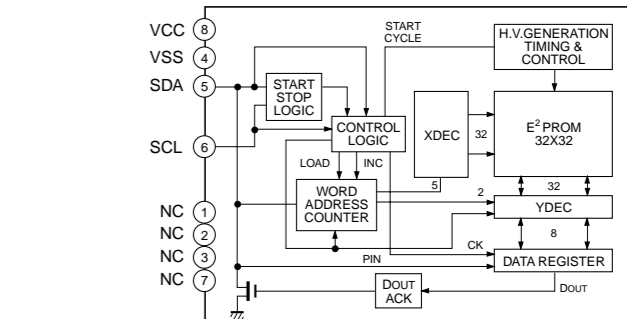 VCC 8
VSS 4
SDA 5
SCL 6
NC 1
NC 2
NC 3
NC 7
START
CYCLE
H.V.GENERATION
TIMING &
CONTROL
START
STOP
LOGIC
CONTROL
LOGIC
XDEC
32
E2PROM
32X32
LOAD
INC
5
WORD
ADDRESS
COUNTER
2
32
YDEC
8
CK
PIN
DATA REGISTER
DOUT
ACK
DOUT